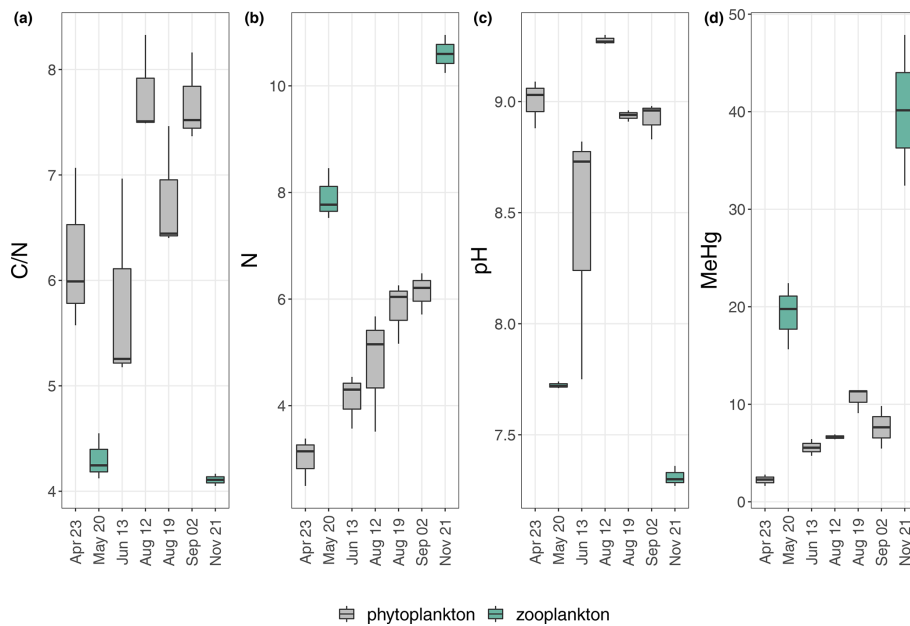 (a)
C/N
8
7
6
5
4
Apr 23
May 20
Jun 13
Aug 12
Aug 19
Sep 02
Nov 21
(b)
N
10
8
6
4
Apr 23
May 20
Jun 13
Aug 12
Aug 19
Sep 02
Nov 21
(c)
pH
9.0
8.5
8.0
7.5
Apr 23
May 20
Jun 13
Aug 12
Aug 19
Sep 02
Nov 21
(d)
MeHg
50
40
30
20
10
0
Apr 23
May 20
Jun 13
Aug 12
Aug 19
Sep 02
Nov 21
phytoplankton zooplankton